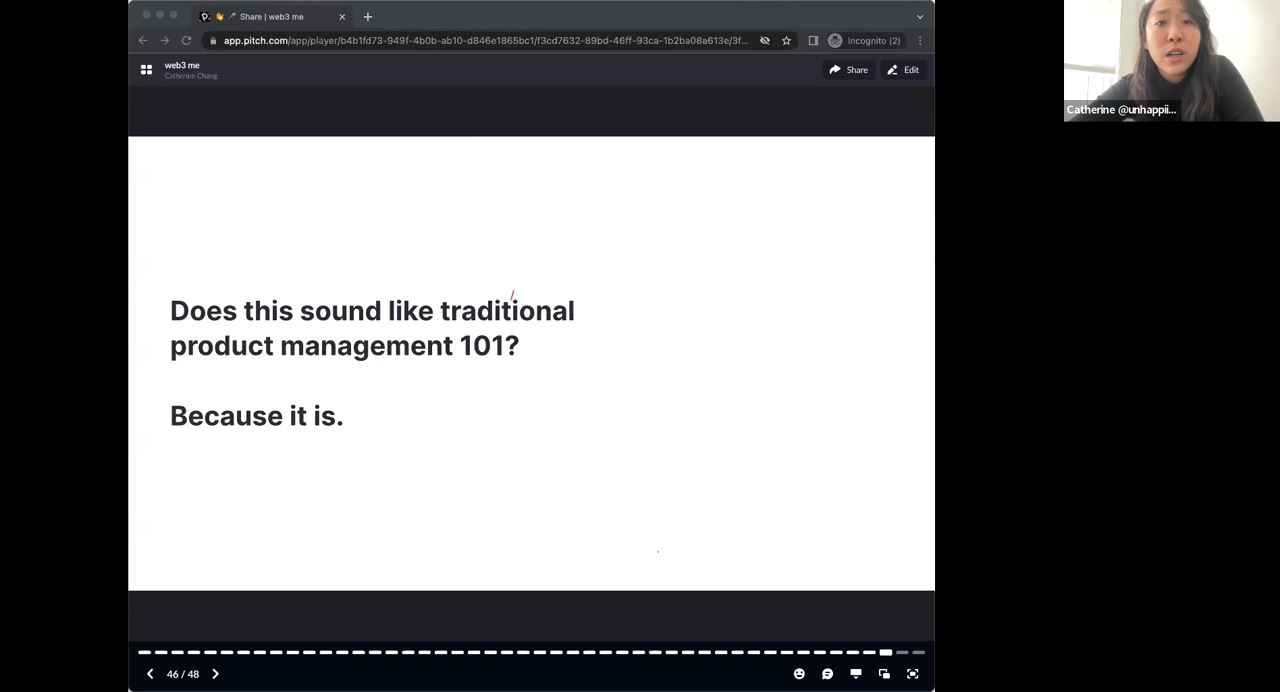 👋 🎤 Share | web3 me
app.pitch.com/app/player/b4b1fd73-949f-4b0b-ab10-d846e1865bc1/f3cd7632-89bd-46ff-93ca-1b2ba08a613e/3f...
Incognito (2)
web3 me
Catherine Chang
Share
Edit
Catherine @unhappii...
Does this sound like traditional
product management 101?
Because it is.
46 / 48